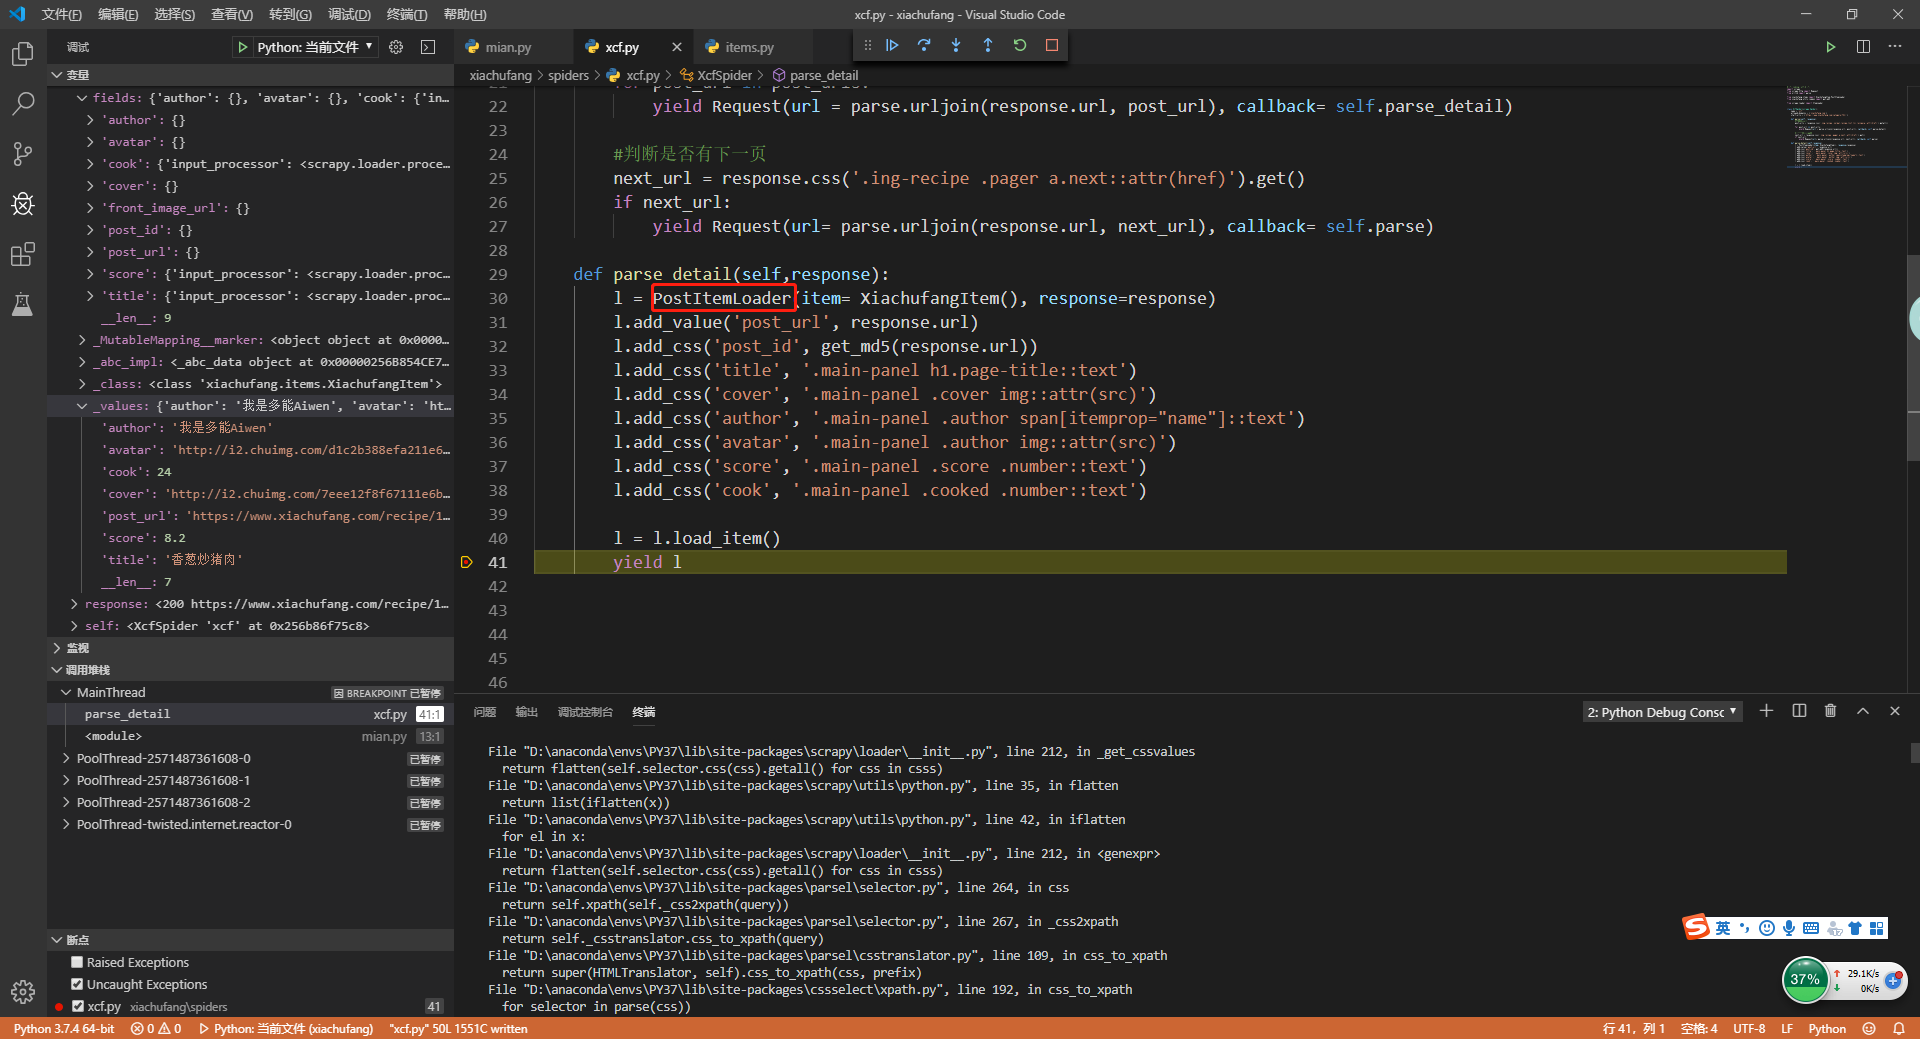 文件(F) 编辑(E) 选择(S) 查看(V) 转到(G) 调试(D) 终端(T) 帮助(H)
xcf.py - xiachufang - Visual Studio Code
调试
Python: 当前文件
变量
fields: {'author': {}, 'avatar': {}, 'cook': {'in…
'author': {}
'avatar': {}
'cook': {'input_processor': <scrapy.loader.proce…
'cover': {}
'front_image_url': {}
'post_id': {}
'post_url': {}
'score': {'input_processor': <scrapy.loader.proc…
'title': {'input_processor': <scrapy.loader.proc…
__len__: 9
_MutableMapping__marker: <object object at 0x0000…
_abc_impl: <_abc_data object at 0x00000256B854CE7…
_class: <class 'xiachufang.items.XiachufangItem'>
_values: {'author': '我是多能Aiwen', 'avatar': 'ht…
'author': '我是多能Aiwen'
'avatar': 'http://i2.chuimg.com/d1c2b388efa211e6…
'cook': 24
'cover': 'http://i2.chuimg.com/7eee12f8f67111e6b…
'post_url': 'https://www.xiachufang.com/recipe/1…
'score': 8.2
'title': '香葱炒猪肉'
__len__: 7
response: <200 https://www.xiachufang.com/recipe/1…
self: <XcfSpider 'xcf' at 0x256b86f75c8>
监视
调用堆栈
MainThread 因 BREAKPOINT 已暂停
parse_detail xcf.py 41:1
<module> mian.py 13:1
PoolThread-2571487361608-0 已暂停
PoolThread-2571487361608-1 已暂停
PoolThread-2571487361608-2 已暂停
PoolThread-twisted.internet.reactor-0 已暂停
断点
Raised Exceptions
Uncaught Exceptions
xcf.py xiachufang\spiders 41
mian.py xcf.py items.py
xiachufang > spiders > xcf.py > XcfSpider > parse_detail
21 for post_url in post_urls:
22 yield Request(url = parse.urljoin(response.url, post_url), callback= self.parse_detail)
23
24 #判断是否有下一页
25 next_url = response.css('.ing-recipe .pager a.next::attr(href)').get()
26 if next_url:
27 yield Request(url= parse.urljoin(response.url, next_url), callback= self.parse)
28
29 def parse_detail(self,response):
30 l = PostItemLoader(item= XiachufangItem(), response=response)
31 l.add_value('post_url', response.url)
32 l.add_css('post_id', get_md5(response.url))
33 l.add_css('title', '.main-panel h1.page-title::text')
34 l.add_css('cover', '.main-panel .cover img::attr(src)')
35 l.add_css('author', '.main-panel .author span[itemprop="name"]::text')
36 l.add_css('avatar', '.main-panel .author img::attr(src)')
37 l.add_css('score', '.main-panel .score .number::text')
38 l.add_css('cook', '.main-panel .cooked .number::text')
39
40 l = l.load_item()
41 yield l
42
43
44
45
46
问题 输出 调试控制台 终端
2: Python Debug Consc
File "D:\anaconda\envs\PY37\lib\site-packages\scrapy\loader\__init__.py", line 212, in _get_cssvalues
return flatten(self.selector.css(css).getall() for css in csss)
File "D:\anaconda\envs\PY37\lib\site-packages\scrapy\utils\python.py", line 35, in flatten
return list(iflatten(x))
File "D:\anaconda\envs\PY37\lib\site-packages\scrapy\utils\python.py", line 42, in iflatten
for el in x:
File "D:\anaconda\envs\PY37\lib\site-packages\scrapy\loader\__init__.py", line 212, in <genexpr>
return flatten(self.selector.css(css).getall() for css in csss)
File "D:\anaconda\envs\PY37\lib\site-packages\parsel\selector.py", line 264, in css
return self.xpath(self._css2xpath(query))
File "D:\anaconda\envs\PY37\lib\site-packages\parsel\selector.py", line 267, in _css2xpath
return self._csstranslator.css_to_xpath(query)
File "D:\anaconda\envs\PY37\lib\site-packages\parsel\csstranslator.py", line 109, in css_to_xpath
return super(HTMLTranslator, self).css_to_xpath(css, prefix)
File "D:\anaconda\envs\PY37\lib\site-packages\cssselect\xpath.py", line 192, in css_to_xpath
for selector in parse(css))
S 英
37% 29.1K/s
0K/s
Python 3.7.4 64-bit 0 0 Python: 当前文件 (xiachufang) "xcf.py" 50L 1551C written
行 41, 列 1 空格: 4 UTF-8 LF Python